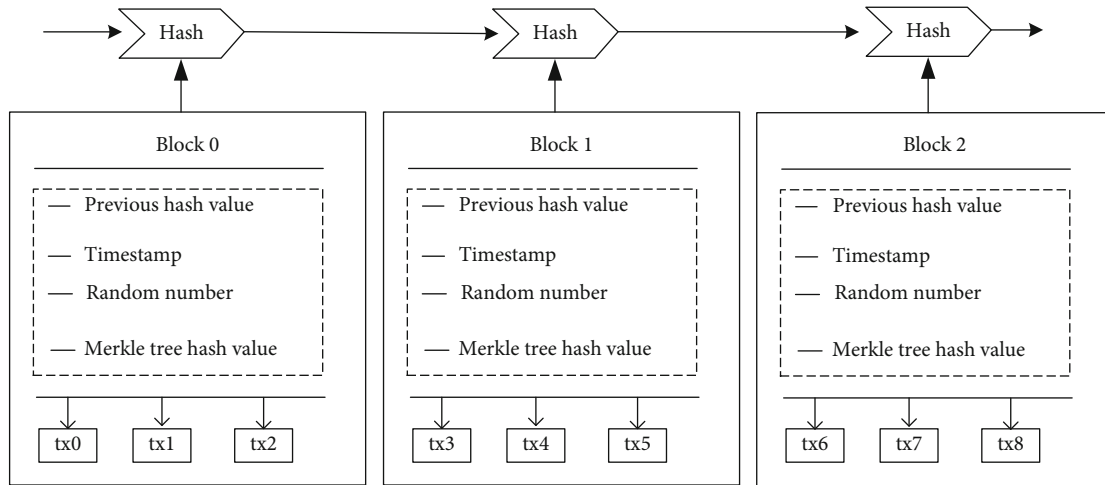 Hash
Hash
Hash
Block 0
Previous hash value
Timestamp
Random number
Merkle tree hash value
tx0
tx1
tx2
Block 1
Previous hash value
Timestamp
Random number
Merkle tree hash value
tx3
tx4
tx5
Block 2
Previous hash value
Timestamp
Random number
Merkle tree hash value
tx6
tx7
tx8